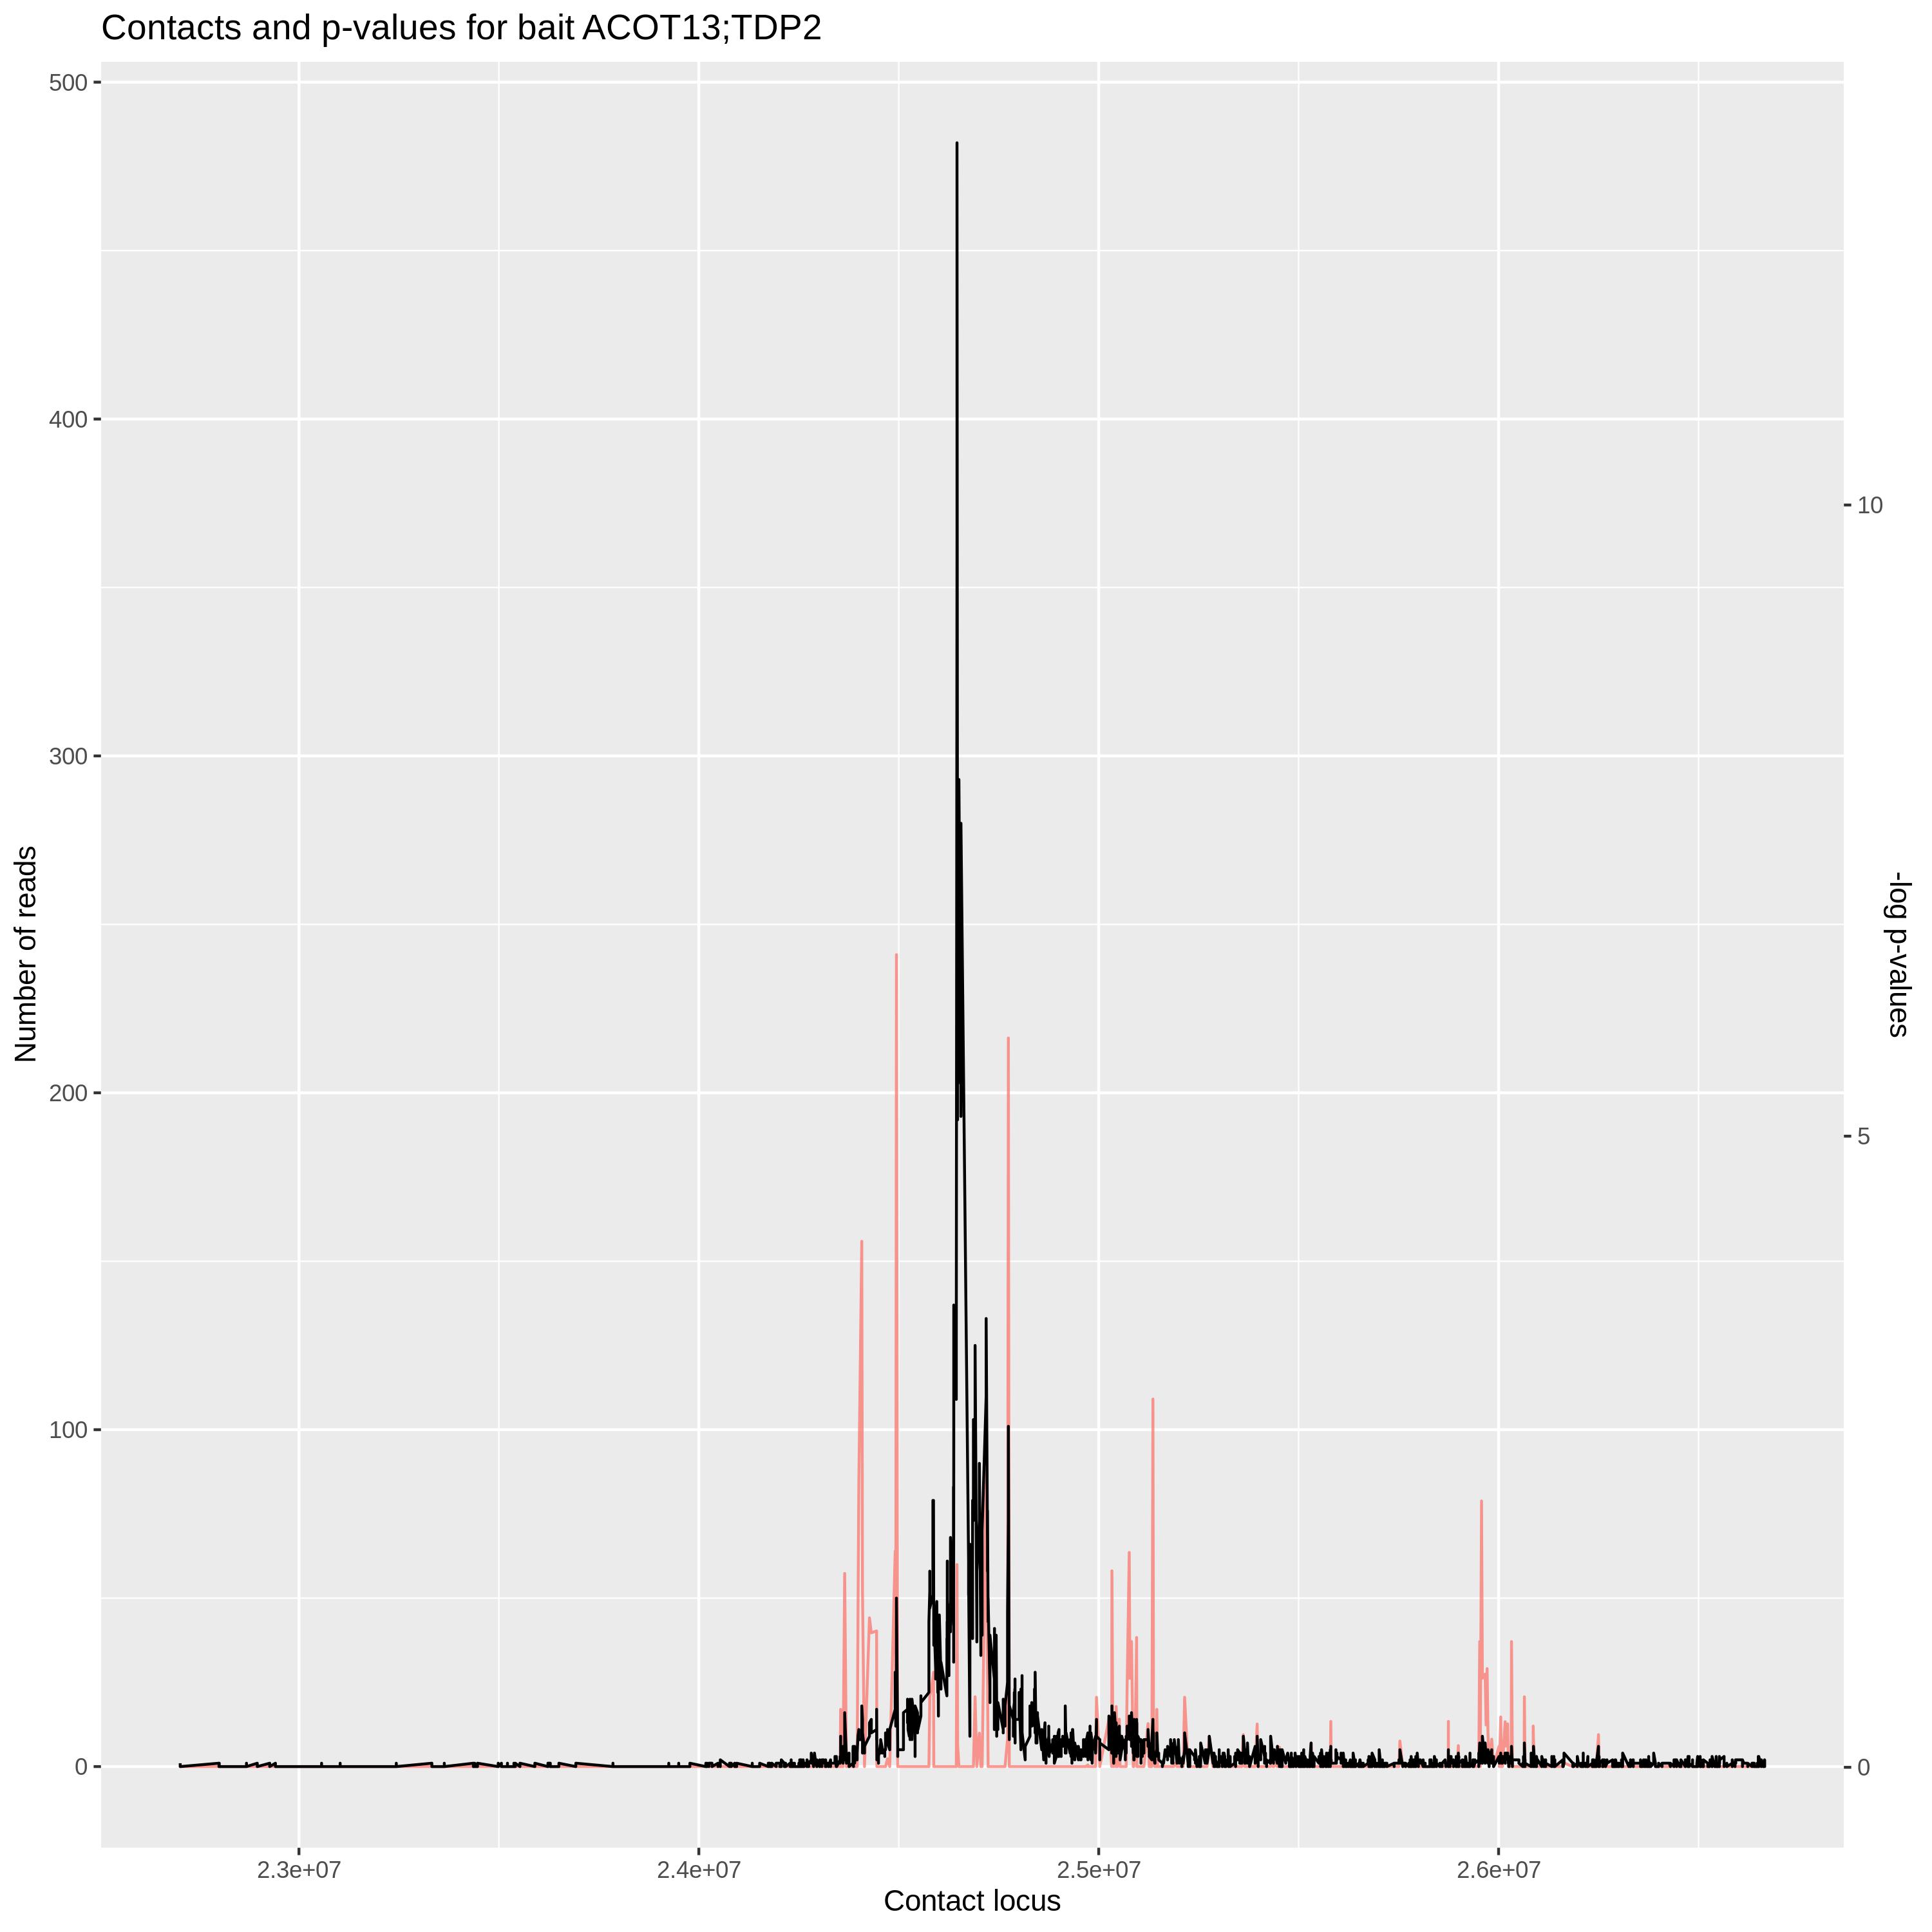 Contacts and p-values for bait ACOT13;TDP2
500
400
300
200
100
0
Number of reads
10
5
0
-log p-values
2.3e+07
2.4e+07
2.5e+07
2.6e+07
Contact locus